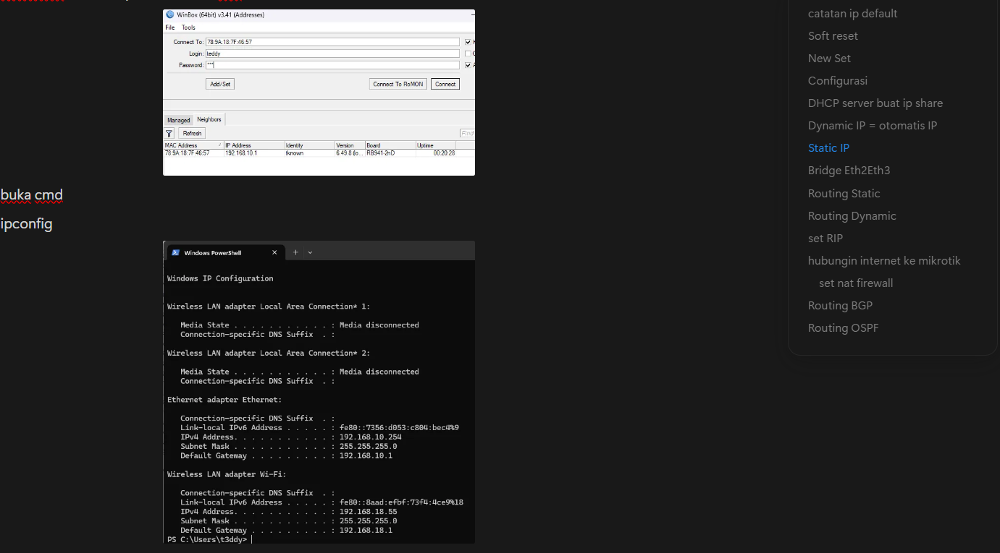 WinBox (64bit) v3.41 (Addresses)
File Tools
Connect To: 78:9A:18:7F:46:57
Login: teddy
Password: ***
Add/Set
Connect To RoMON
Connect
Managed Neighbors
Refresh
Find
MAC Address IP Address Identity Version Board Uptime
78:9A:18:7F:46:57 192.168.10.1 tknown 6.49.8 (lo... RB941-2nD 00:20:28
buka cmd
ipconfig
Windows PowerShell
Windows IP Configuration
Wireless LAN adapter Local Area Connection* 1:
Media State . . . . . . . . . . . : Media disconnected
Connection-specific DNS Suffix . :
Wireless LAN adapter Local Area Connection* 2:
Media State . . . . . . . . . . . : Media disconnected
Connection-specific DNS Suffix . :
Ethernet adapter Ethernet:
Connection-specific DNS Suffix . :
Link-local IPv6 Address . . . . . : fe80::7356:d053:c804:bec4%9
IPv4 Address. . . . . . . . . . . : 192.168.10.254
Subnet Mask . . . . . . . . . . . : 255.255.255.0
Default Gateway . . . . . . . . . : 192.168.10.1
Wireless LAN adapter Wi-Fi:
Connection-specific DNS Suffix . :
Link-local IPv6 Address . . . . . : fe80::8aad:efbf:73f4:4ce9%18
IPv4 Address. . . . . . . . . . . : 192.168.18.55
Subnet Mask . . . . . . . . . . . : 255.255.255.0
Default Gateway . . . . . . . . . : 192.168.18.1
PS C:\Users\t3ddy>
catatan ip default
Soft reset
New Set
Configurasi
DHCP server buat ip share
Dynamic IP = otomatis IP
Static IP
Bridge Eth2Eth3
Routing Static
Routing Dynamic
set RIP
hubungin internet ke mikrotik
set nat firewall
Routing BGP
Routing OSPF